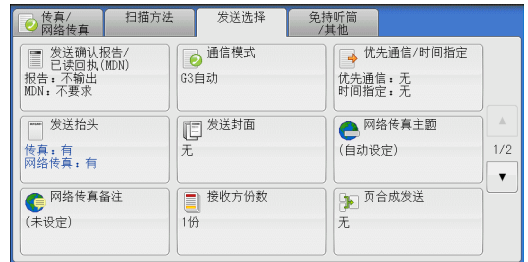 传真/
网络传真
扫描方法
发送选择
免持听筒
/其他
发送确认报告/
已读回执(MDN)
报告：不输出
MDN：不要求
通信模式
G3自动
优先通信/时间指定
优先通信：无
时间指定：无
发送抬头
传真：有
网络传真：有
发送封面
无
网络传真主题
(自动设定)
1/2
网络传真备注
(未设定)
接收方份数
1份
页合成发送
无